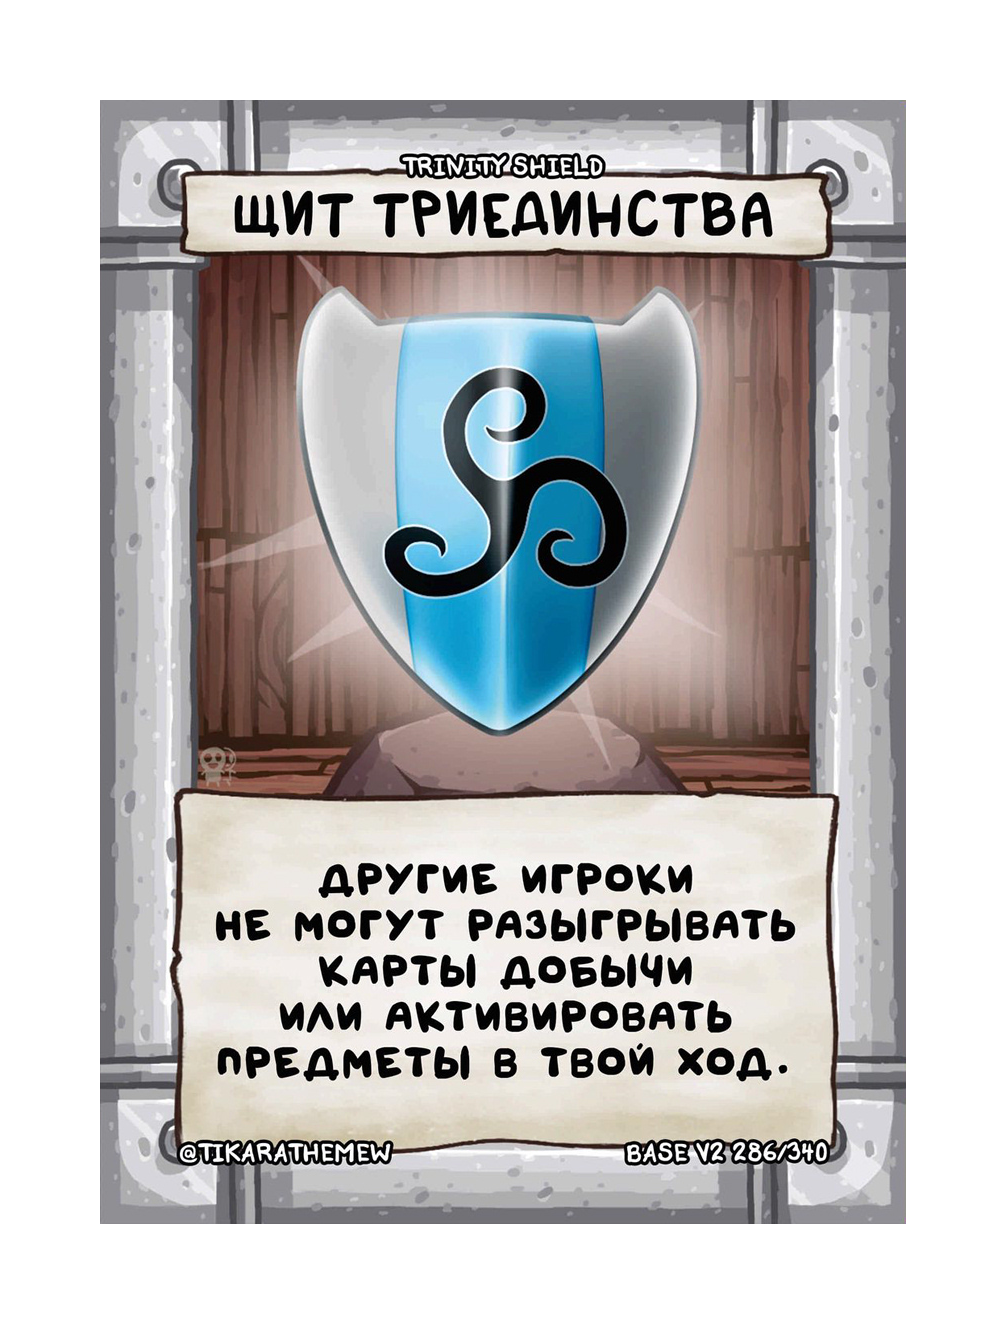 TRINITY SHIELD
ЩИТ ТРИЕДИНСТВА
ДРУГИЕ ИГРОКИ
НЕ МОГУТ РАЗЫГРЫВАТЬ
КАРТЫ ДОБЫЧИ
ИЛИ АКТИВИРОВАТЬ
ПРЕДМЕТЫ В ТВОЙ ХОД.
@TIKARATHEMEW
BASE V2 286/340